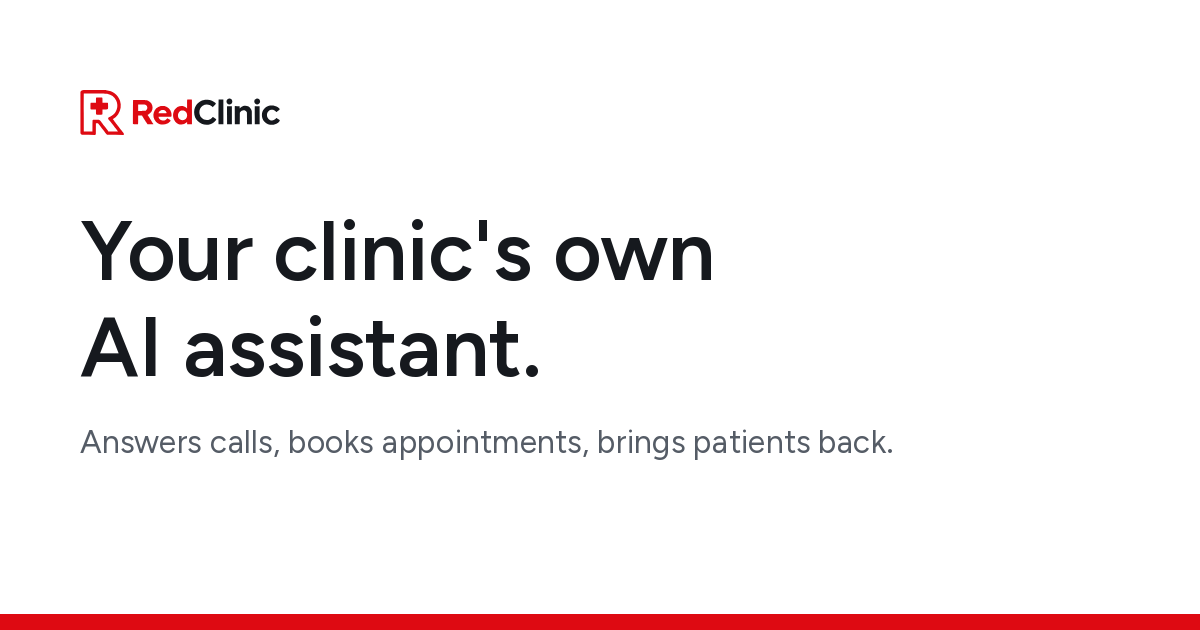 RedClinic
Your clinic's own
AI assistant.
Answers calls, books appointments, brings patients back.